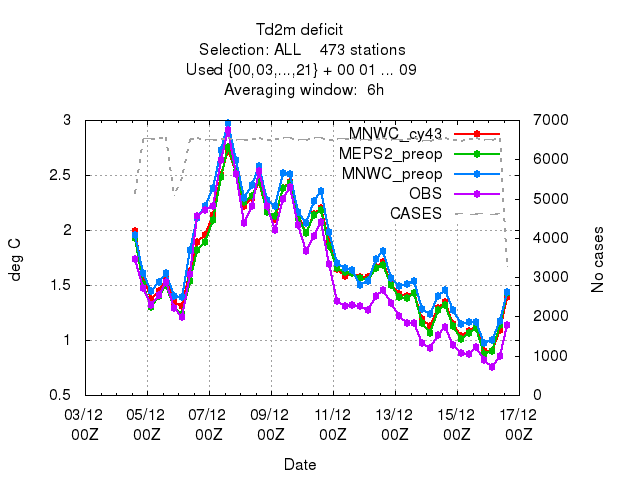 Td2m deficit
Selection: ALL    473 stations
Used {00,03,...,21} + 00 01 ... 09
Averaging window:  6h
3 7000
MNWC_cy43
MEPS2_preop
MNWC_preop
OBS
CASES
6000
2.5
5000
2
4000
deg C
No cases
3000
1.5
2000
1
1000
0.5 0
03/12 05/12 07/12 09/12 11/12 13/12 15/12 17/12
00Z 00Z 00Z 00Z 00Z 00Z 00Z 00Z
Date